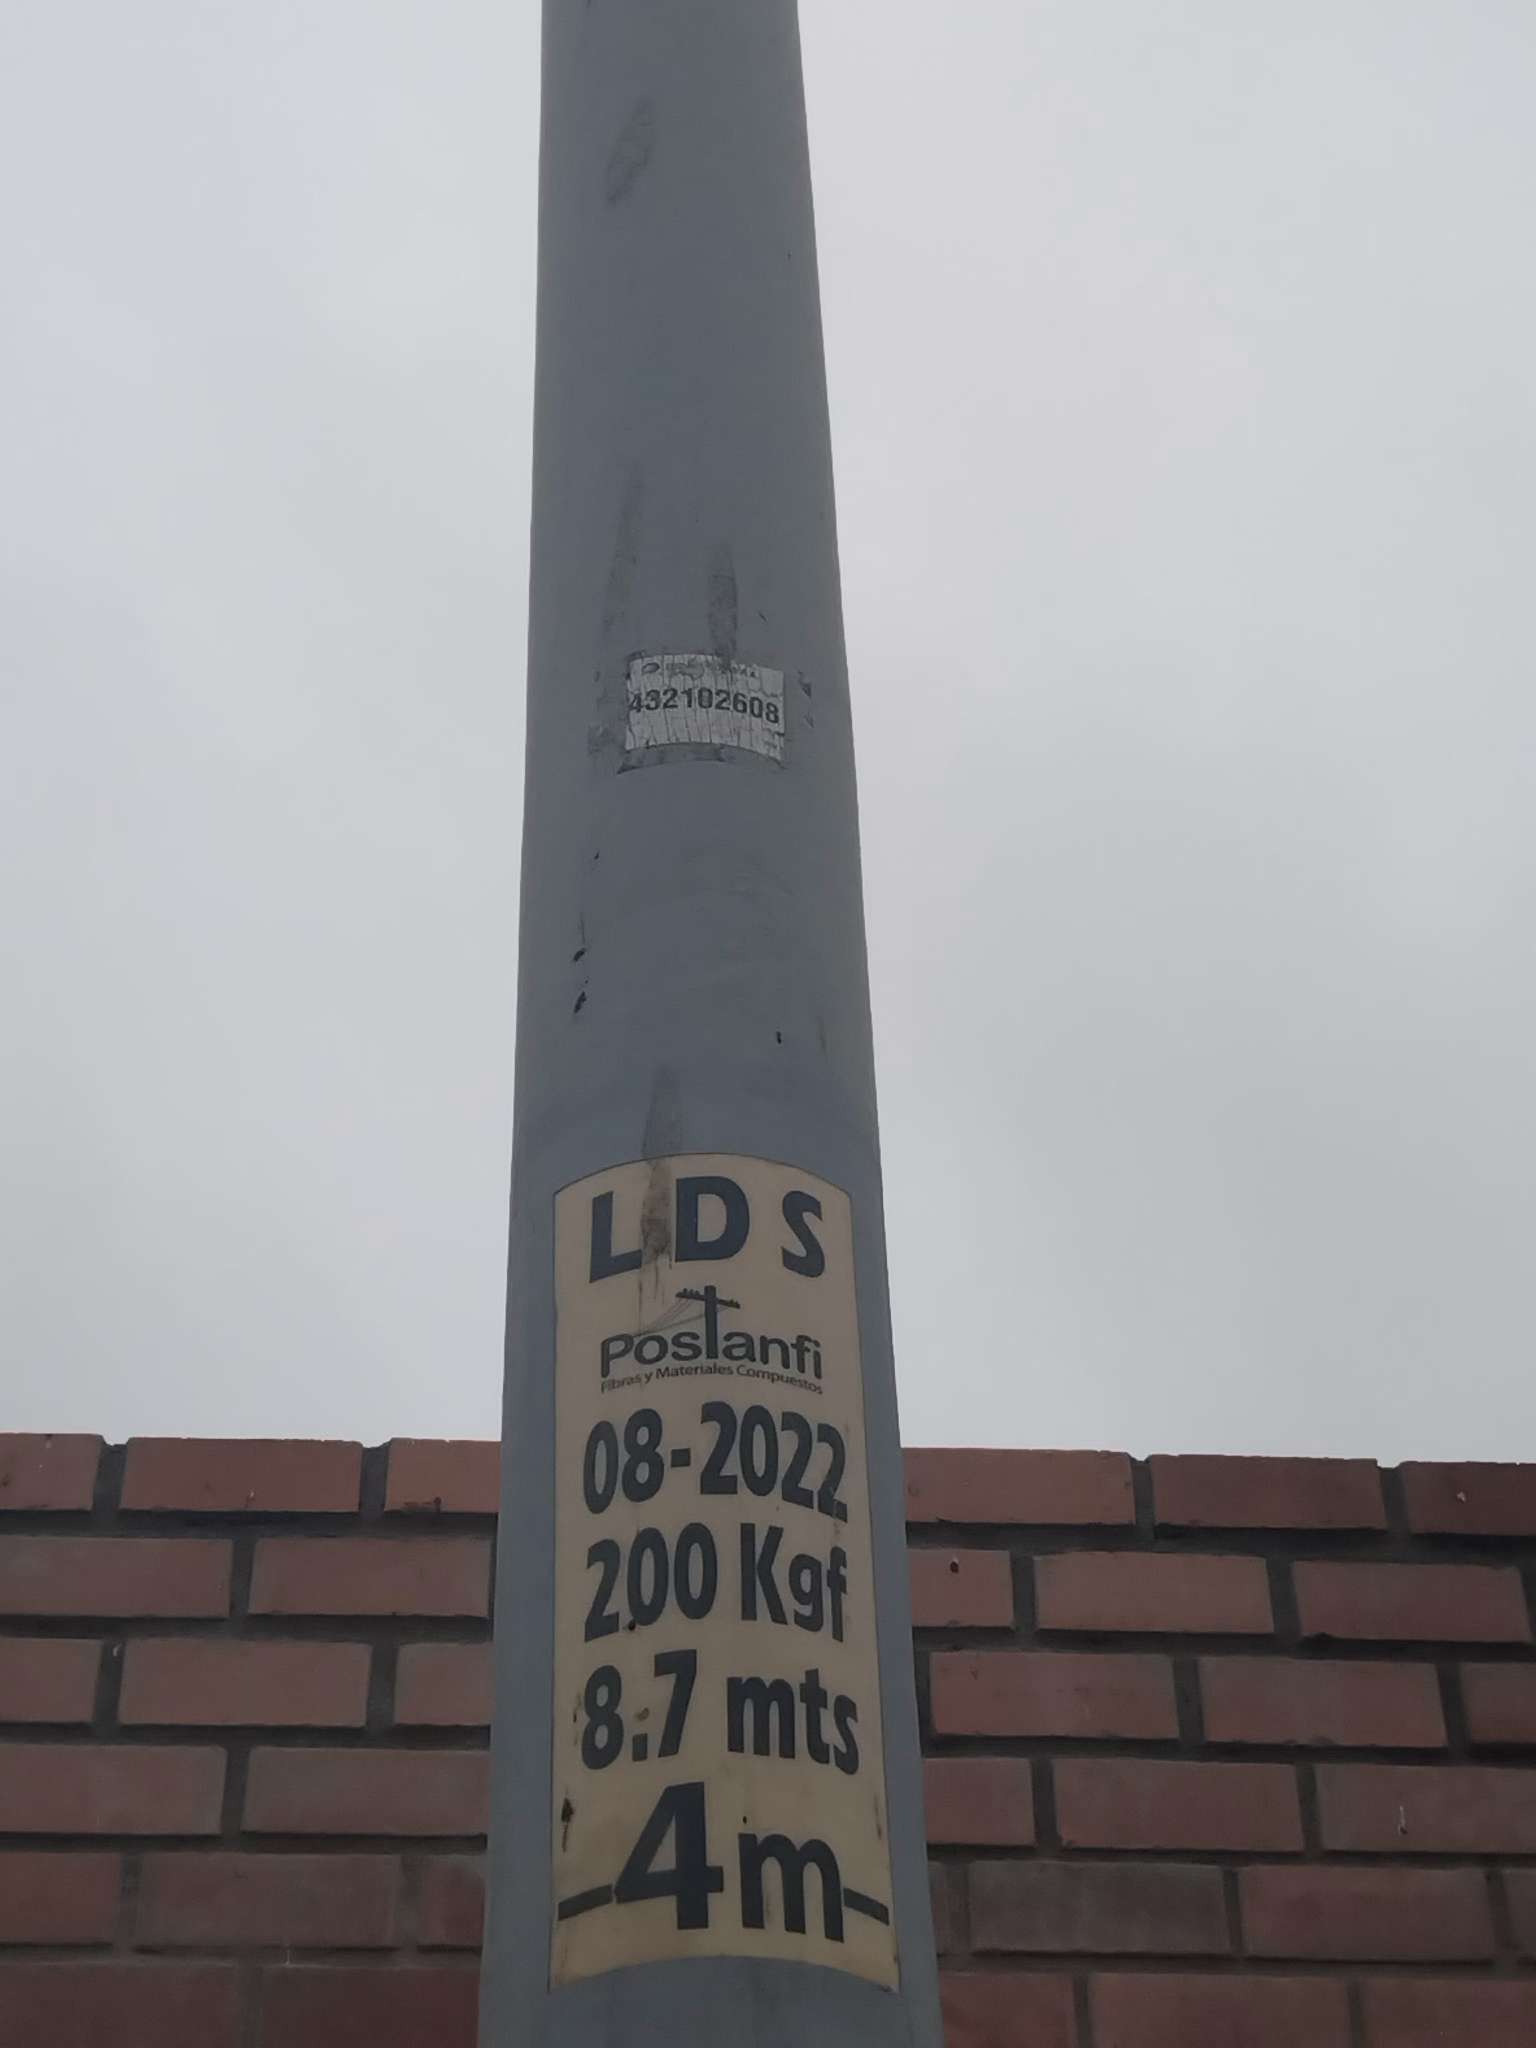 432102608
LDS
Postanfi
Fibras y Materiales Compuestos
08-2022
200 Kgf
8.7 mts
-4m-